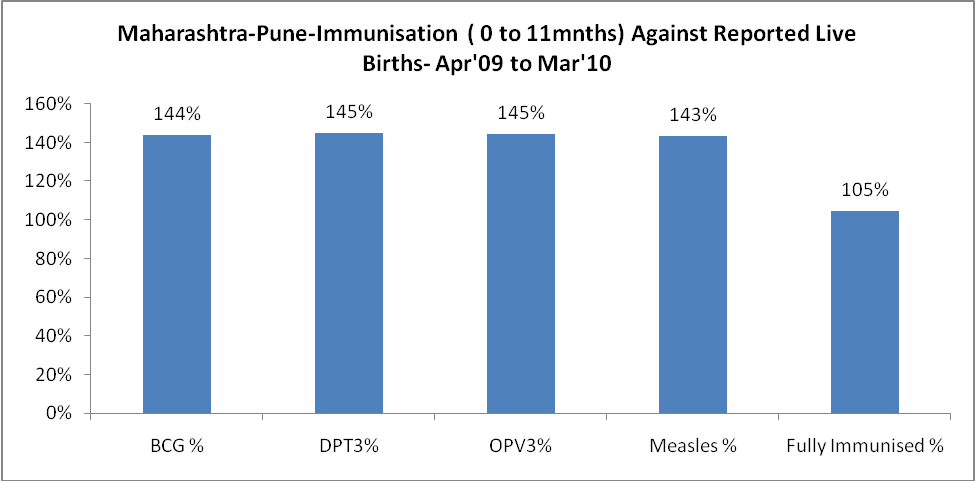 Maharashtra-Pune-Immunisation ( 0 to 11mnths) Against Reported Live
Births- Apr'09 to Mar'10
160%
140%
120%
100%
80%
60%
40%
20%
0%
144%
145%
145%
143%
105%
BCG %
DPT3%
OPV3%
Measles %
Fully Immunised %